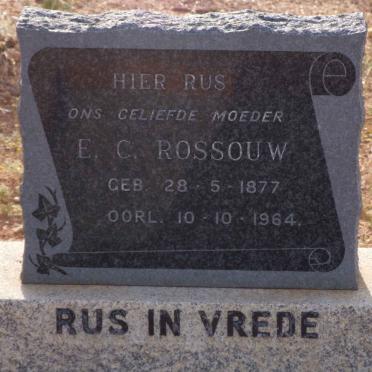 HIER RUS
ONS GELIEFDE MOEDER
E. C. ROSSOUW
GEB. 28-5-1877
OORL. 10-10-1964.
RUS IN VREDE